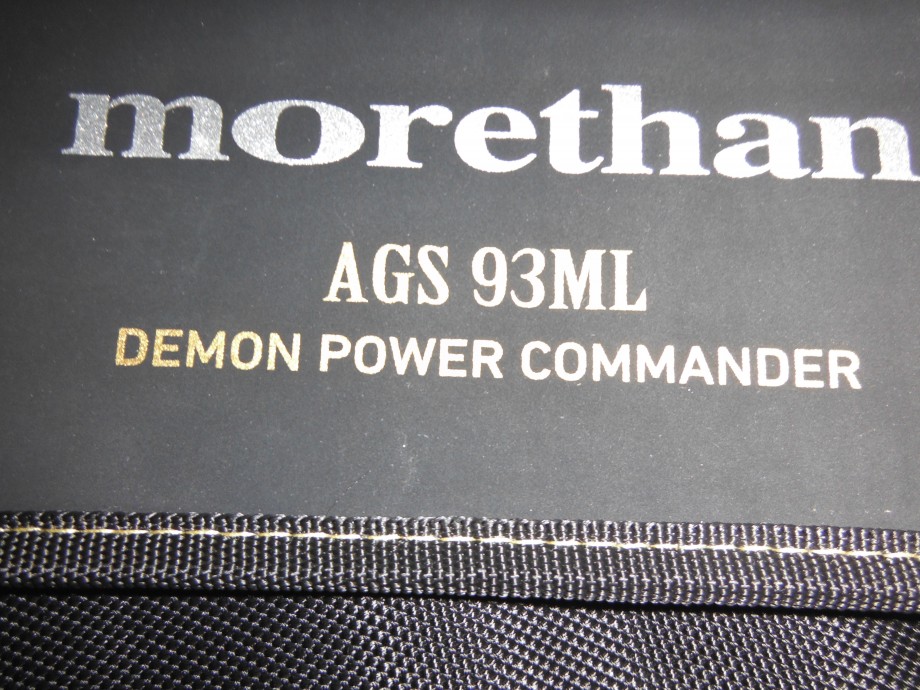 morethan
AGS 93ML
DEMON POWER COMMANDER